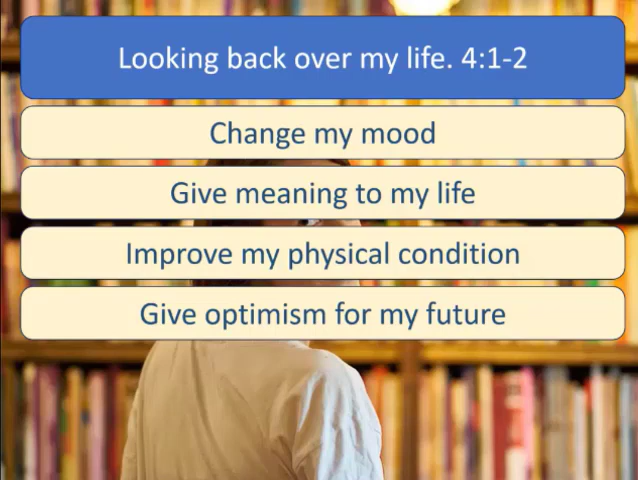 Looking back over my life. 4:1-2
Change my mood
Give meaning to my life
Improve my physical condition
Give optimism for my future